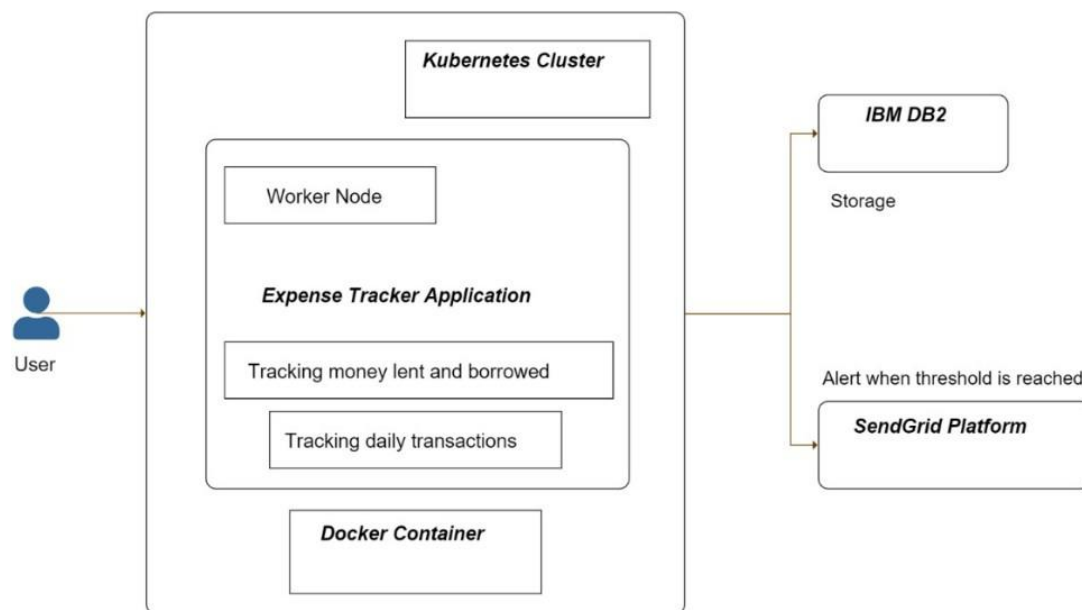 Kubernetes Cluster
IBM DB2
Worker Node
Storage
Expense Tracker Application
User
Tracking money lent and borrowed
Alert when threshold is reached
SendGrid Platform
Tracking daily transactions
Docker Container